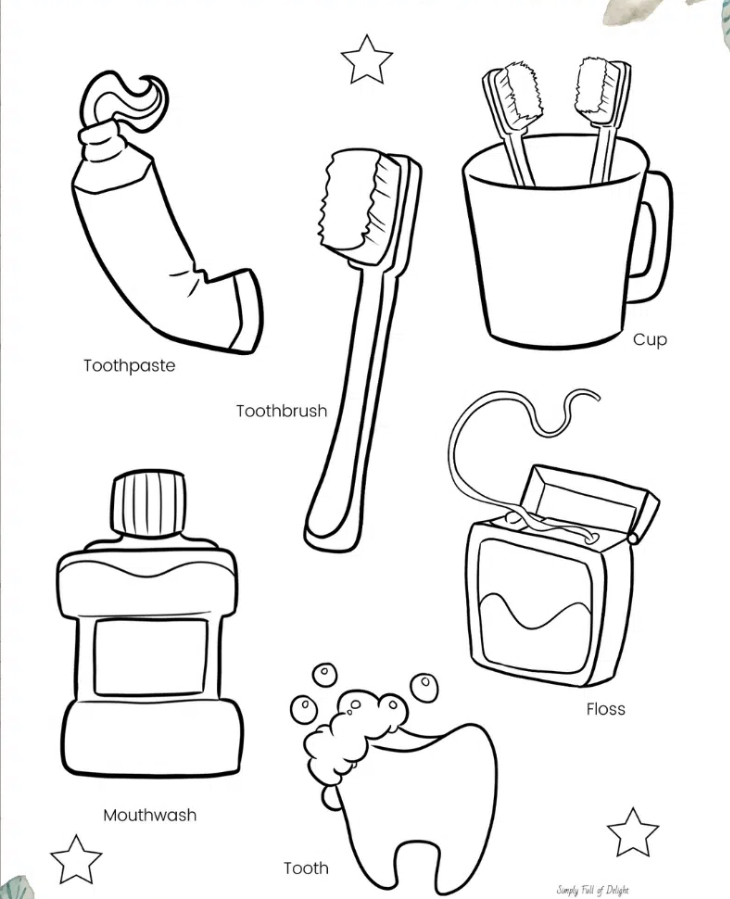 Cup
Toothpaste
Toothbrush
Floss
Mouthwash
Tooth
Simply Full of Delight